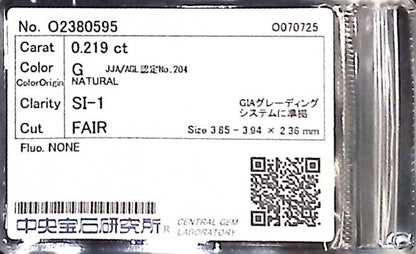 No. O2380595 O070725
Carat 0.219 ct
Color G JJA/AGL認定No.204
ColorOrigin NATURAL
Clarity SI-1 GIAグレーディング
システムに準拠
Cut FAIR Size 3.85 - 3.94 × 2.36 mm
Fluo. NONE
中央宝石研究所® CENTRAL GEM
LABORATORY